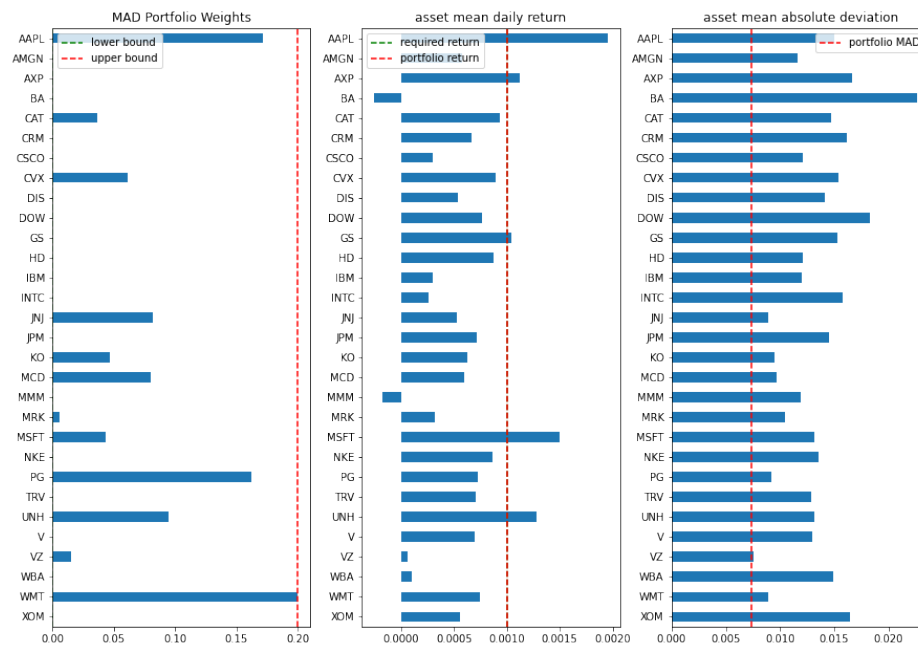 MAD Portfolio Weights
AAPL
AMGN
AXP
BA
CAT
CRM
CSCO
CVX
DIS
DOW
GS
HD
IBM
INTC
JNJ
JPM
KO
MCD
MMM
MRK
MSFT
NKE
PG
TRV
UNH
V
VZ
WBA
WMT
XOM
lower bound
upper bound
0.00 0.05 0.10 0.15 0.20
asset mean daily return
AAPL
AMGN
AXP
BA
CAT
CRM
CSCO
CVX
DIS
DOW
GS
HD
IBM
INTC
JNJ
JPM
KO
MCD
MMM
MRK
MSFT
NKE
PG
TRV
UNH
V
VZ
WBA
WMT
XOM
required return
portfolio return
0.0000 0.0005 0.0010 0.0015 0.0020
asset mean absolute deviation
AAPL
AMGN
AXP
BA
CAT
CRM
CSCO
CVX
DIS
DOW
GS
HD
IBM
INTC
JNJ
JPM
KO
MCD
MMM
MRK
MSFT
NKE
PG
TRV
UNH
V
VZ
WBA
WMT
XOM
portfolio MAD
0.000 0.005 0.010 0.015 0.020